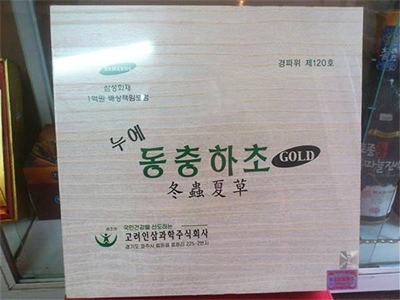 SAMSUNG
삼성화재
1억원 배상책임보험
경파위 제120호
누에
동충하초 GOLD
冬蟲夏草
국민건강을 선도하는
고려인삼과학주식회사